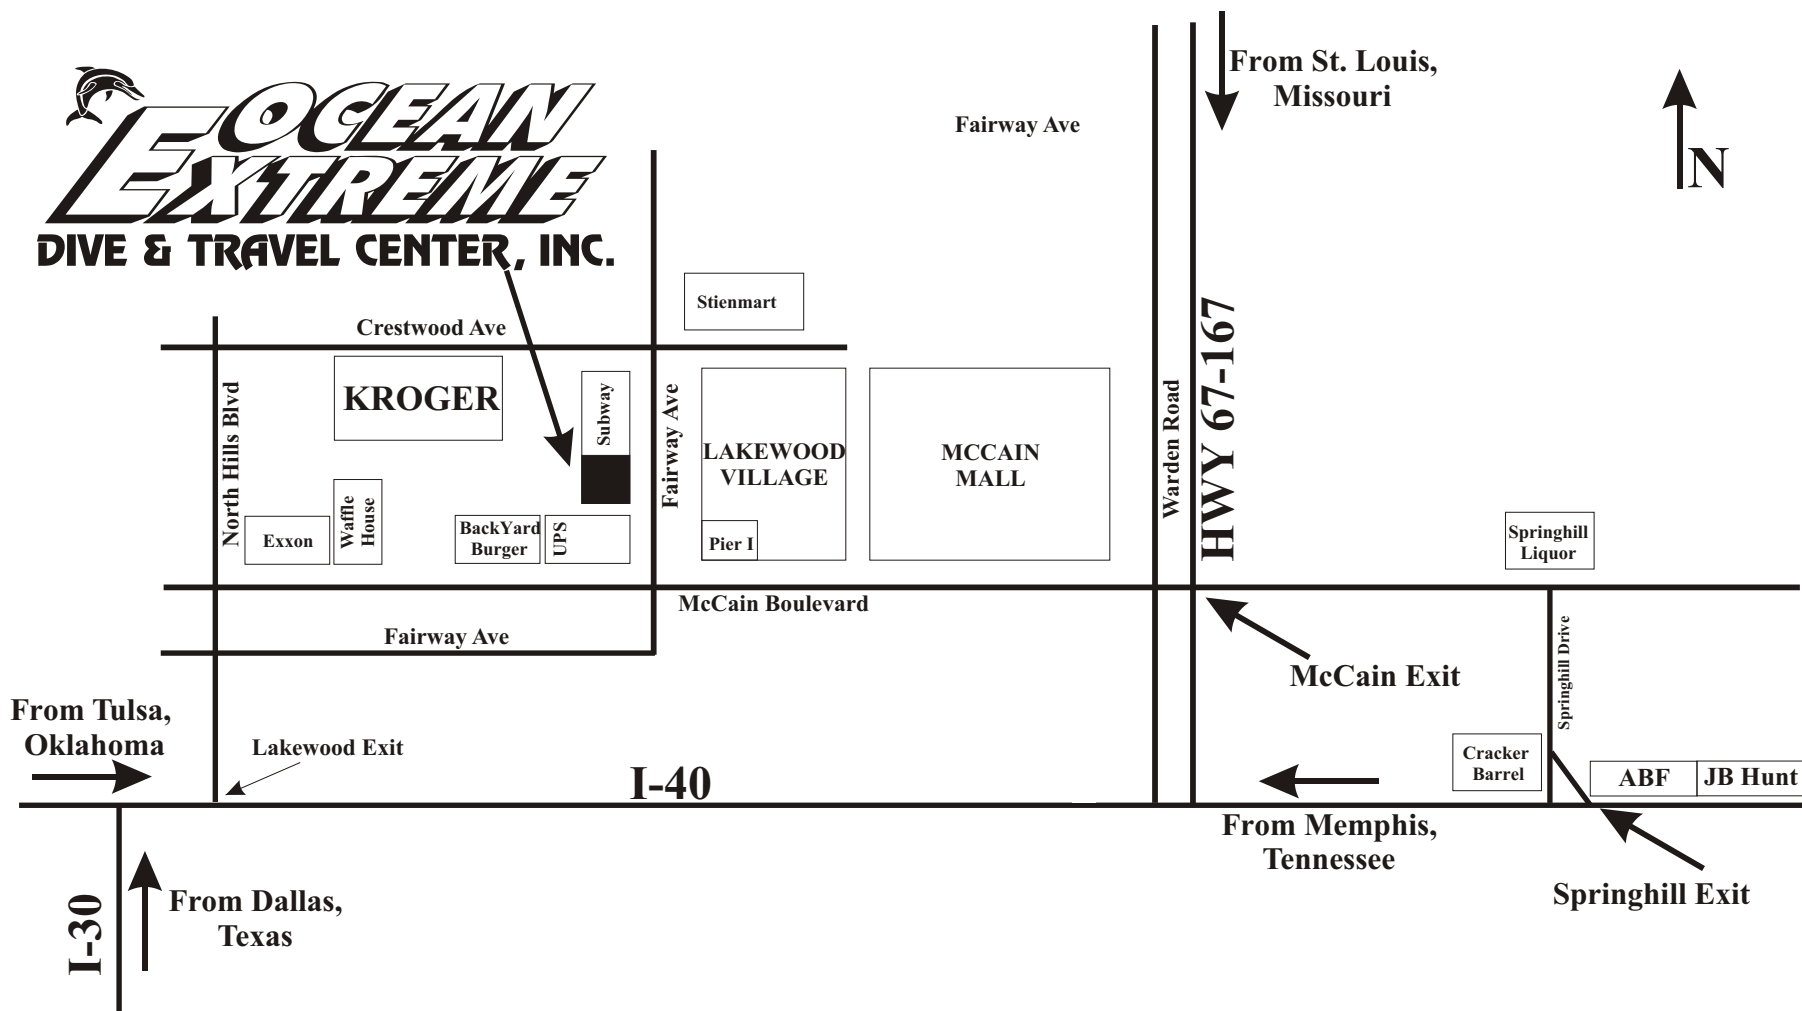 OCEAN
EXTREME
DIVE & TRAVEL CENTER, INC.
From St. Louis,
Missouri
N
Fairway Ave
Stienmart
Crestwood Ave
KROGER
Subway
North Hills Blvd
Fairway Ave
LAKEWOOD
VILLAGE
MCCAIN
MALL
Warden Road
HWY 67-167
Exxon
Waffle
House
BackYard
Burger
UPS
Pier I
Springhill
Liquor
McCain Boulevard
Fairway Ave
McCain Exit
Springhill Drive
From Tulsa,
Oklahoma
Lakewood Exit
I-40
Cracker
Barrel
ABF
JB Hunt
From Memphis,
Tennessee
Springhill Exit
I-30
From Dallas,
Texas